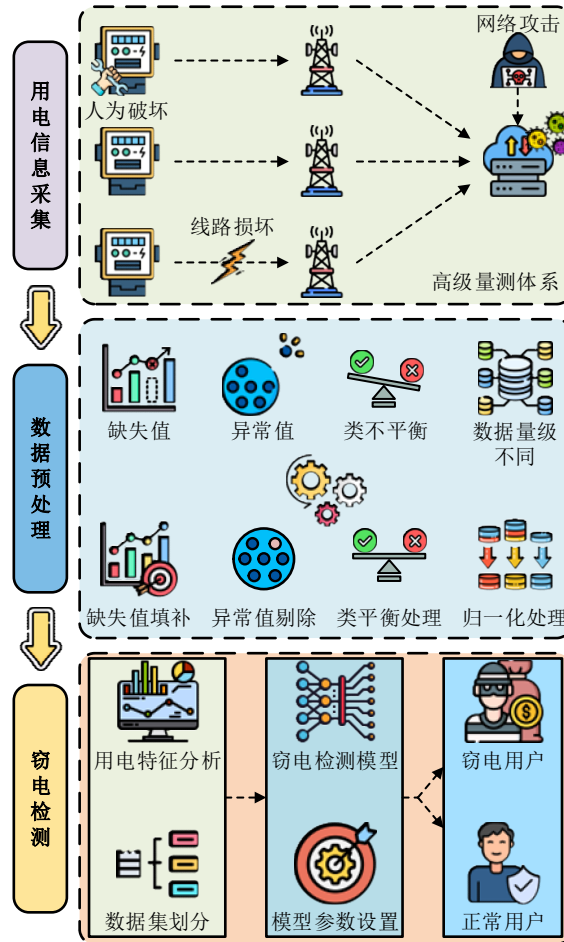 用电信息采集
网络攻击
人为破坏
线路损坏
高级量测体系
数据预处理
缺失值
异常值
类不平衡
数据量级
不同
缺失值填补
异常值剔除
类平衡处理
归一化处理
窃电检测
用电特征分析
窃电检测模型
窃电用户
数据集划分
模型参数设置
正常用户